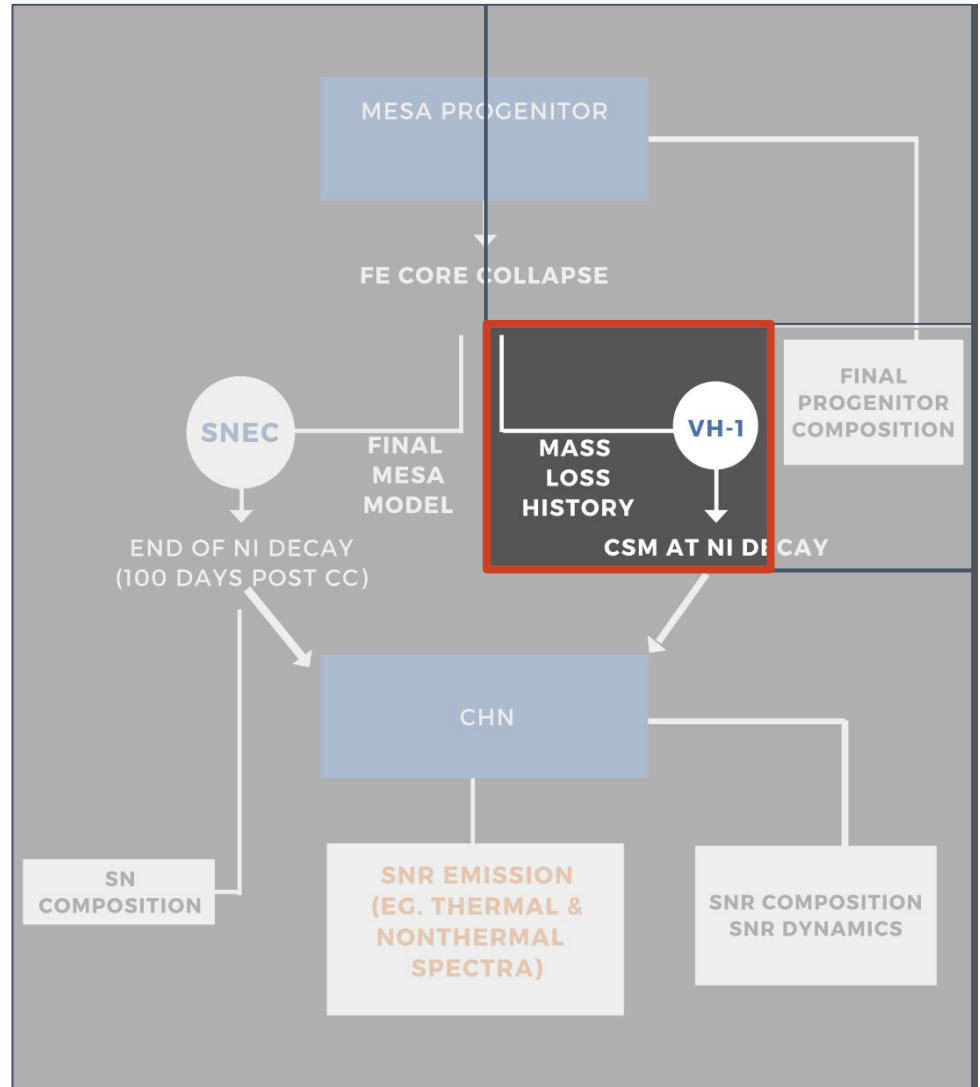 MESA PROGENITOR
FE CORE COLLAPSE
SNEC
FINAL
MESA
MODEL
MASS
LOSS
HISTORY
VH-1
FINAL
PROGENITOR
COMPOSITION
END OF NI DECAY
(100 DAYS POST CC)
CSM AT NI DECAY
CHN
SN
COMPOSITION
SNR EMISSION
(EG. THERMAL &
NONTHERMAL
SPECTRA)
SNR COMPOSITION
SNR DYNAMICS